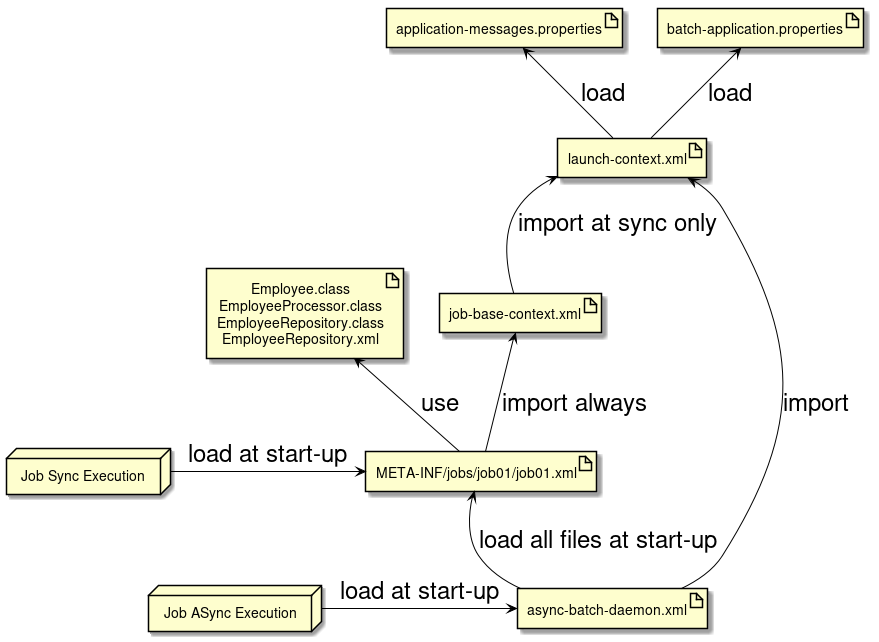 application-messages.properties
batch-application.properties
load
load
launch-context.xml
import at sync only
Employee.class
EmployeeProcessor.class
EmployeeRepository.class
EmployeeRepository.xml
job-base-context.xml
use
import always
import
load at start-up
Job Sync Execution
META-INF/jobs/job01/job01.xml
load all files at start-up
load at start-up
Job ASync Execution
async-batch-daemon.xml